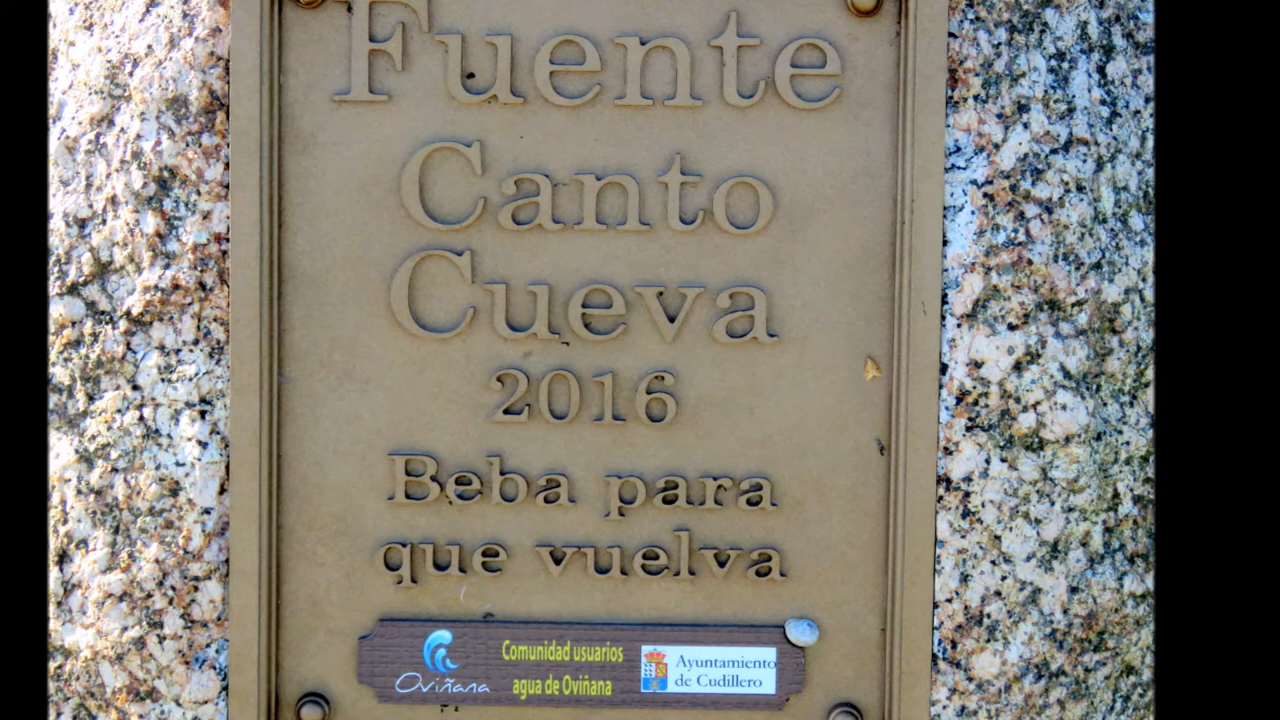 Fuente
Canto
Cueva
2016
Beba para
que vuelva
Oviñana
Comunidad usuarios
agua de Oviñana
Ayuntamiento
de Cudillero